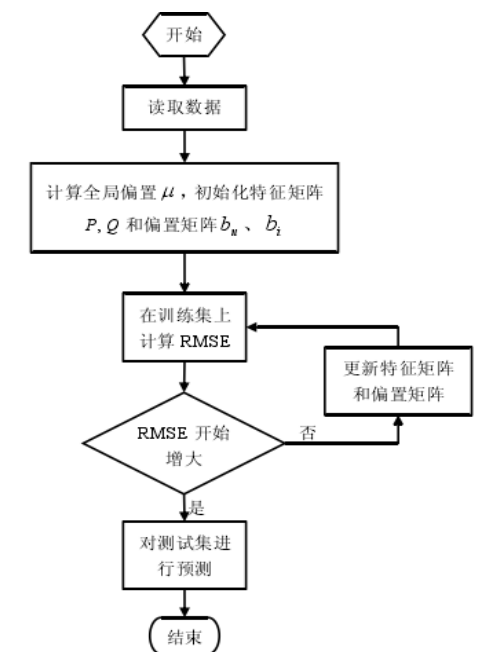 开始
读取数据
计算全局偏置μ，初始化特征矩阵
P, Q 和偏置矩阵 b_u 、 b_i
在训练集上
计算 RMSE
更新特征矩阵
和偏置矩阵
RMSE 开始
增大
否
是
对测试集进
行预测
结束